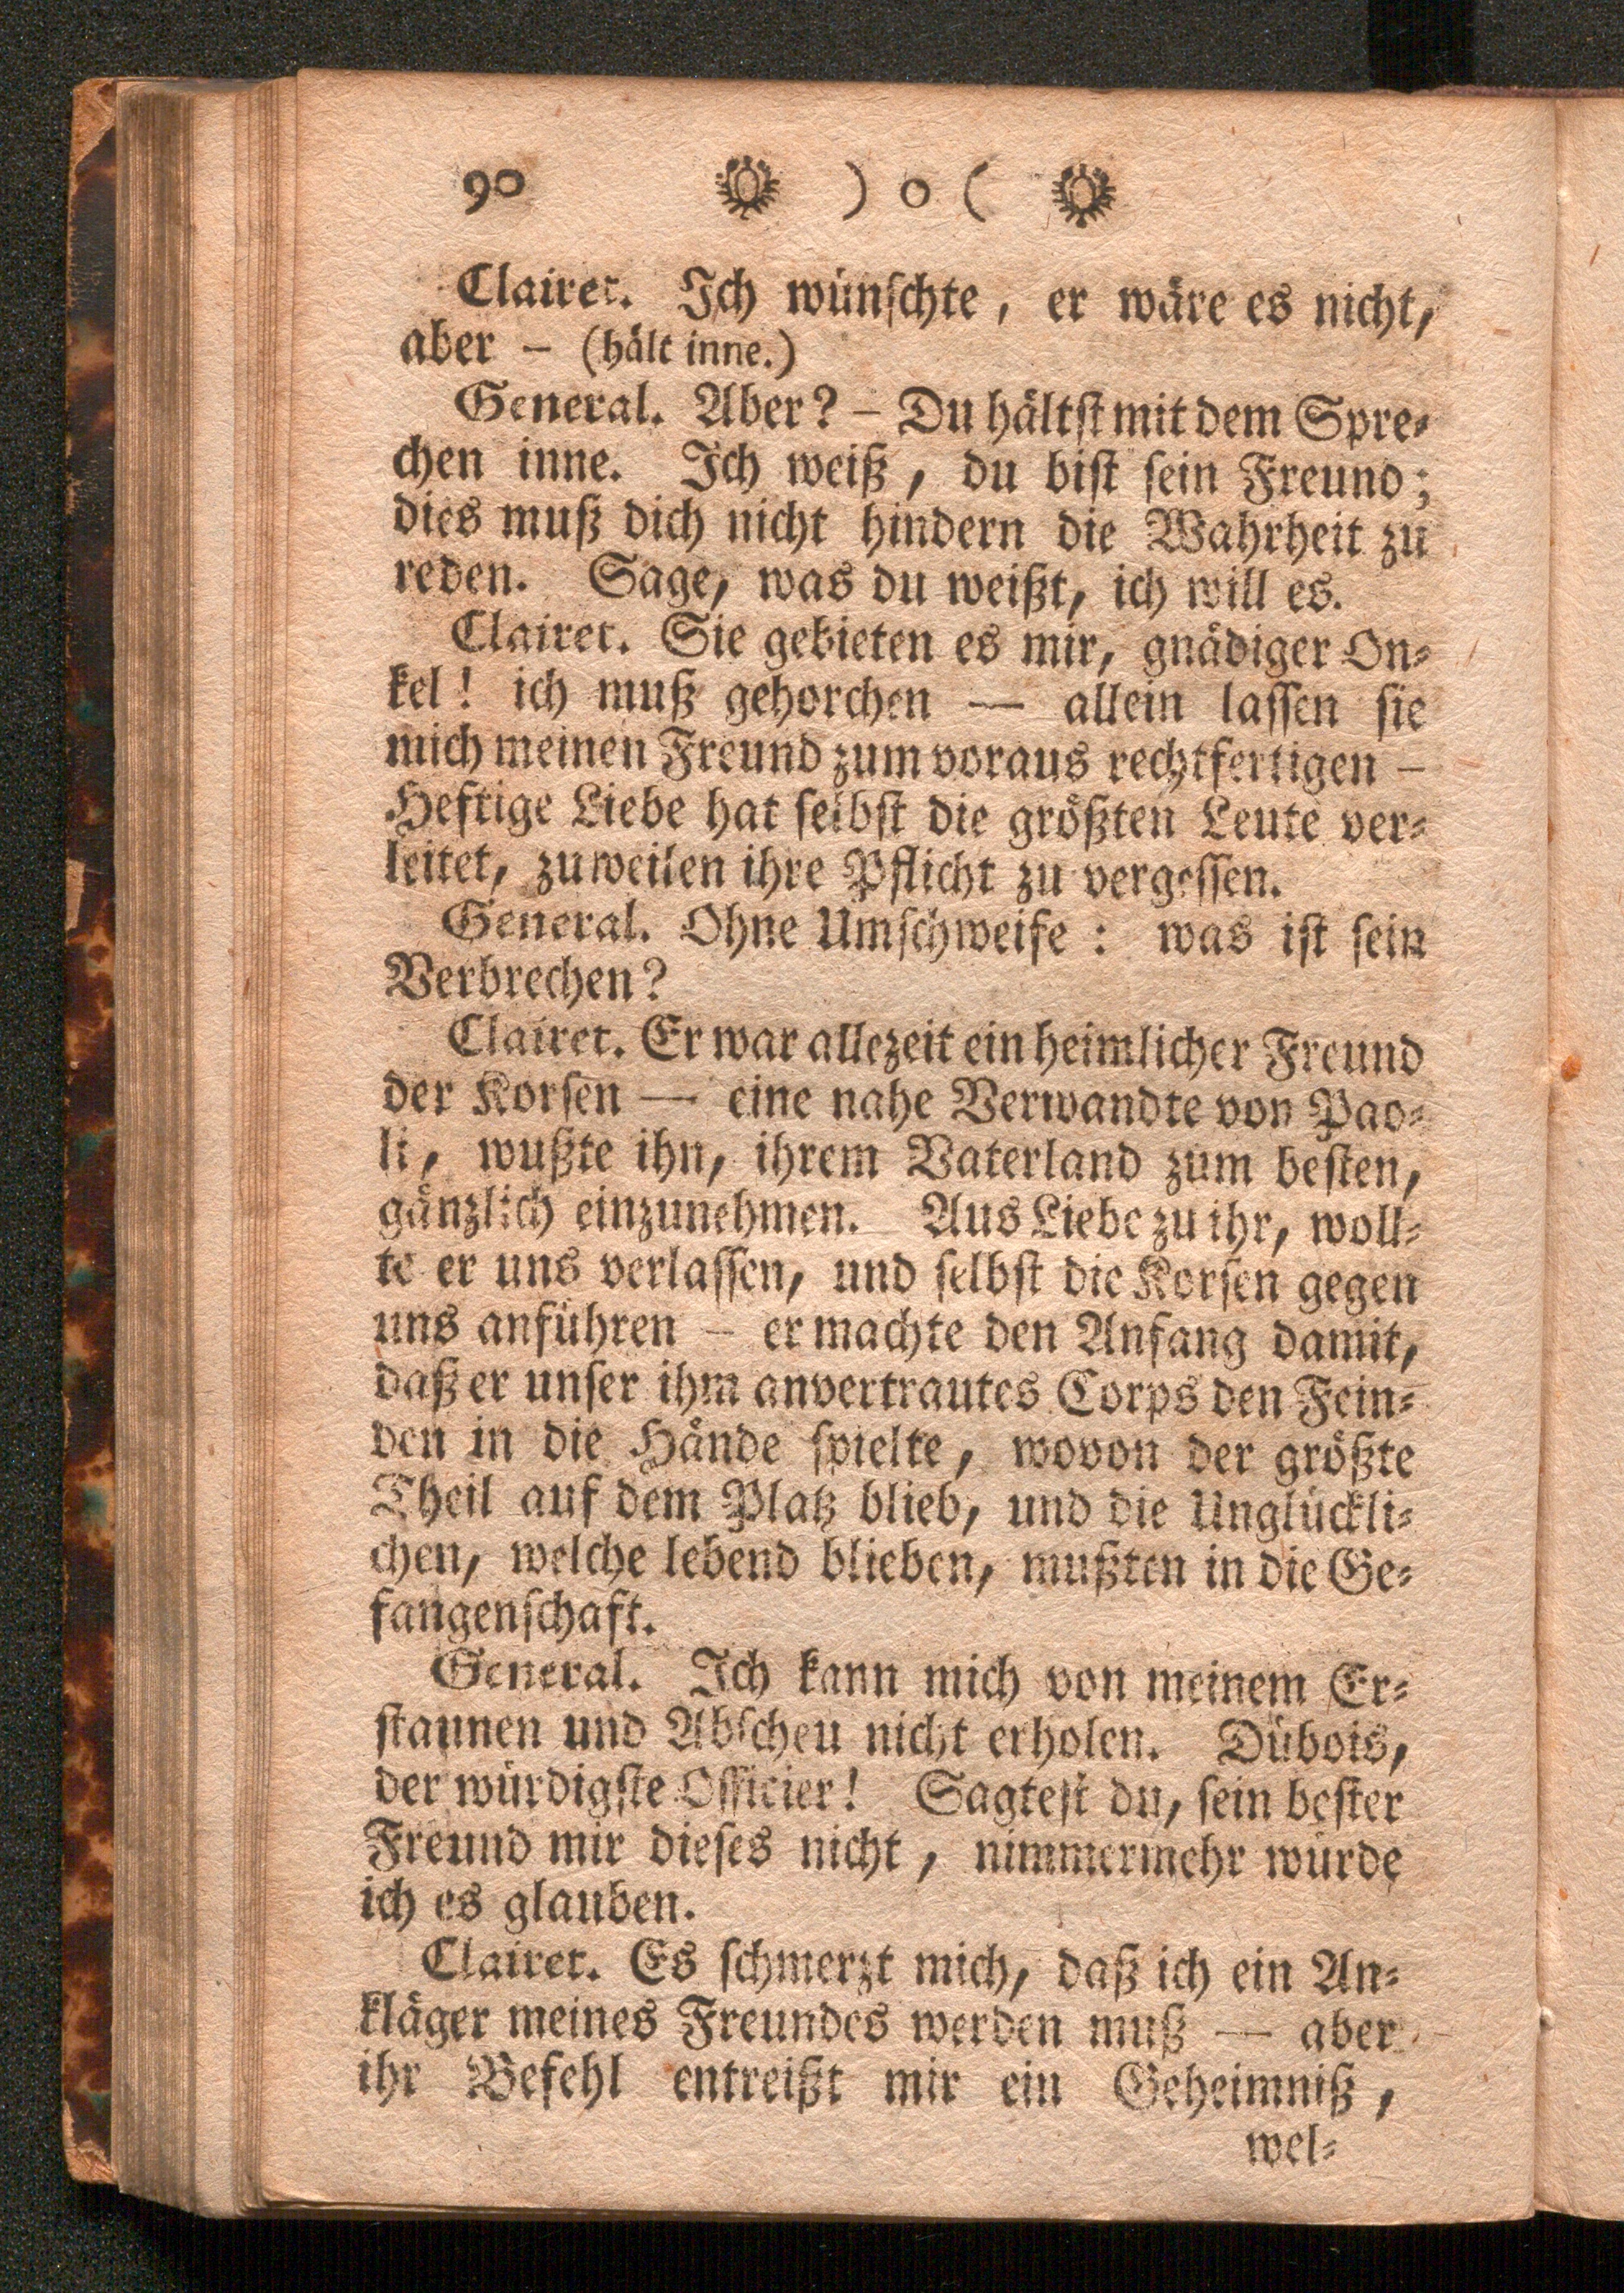 90 ) o (
Clairet. Ich wünschte, er wäre es nicht,
aber – (hält inne.)
General. Aber? – Du hältst mit dem Spre-
chen inne. Ich weiß, du bist sein Freund;
dies muß dich nicht hindern die Wahrheit zu
reden. Sage, was du weißt, ich will es.
Clairet. Sie gebieten es mir, gnädiger On-
kel! ich muß gehorchen — allein lassen sie
mich meinen Freund zum voraus rechtfertigen –
Heftige Liebe hat selbst die größten Leute ver-
leitet, zuweilen ihre Pflicht zu vergessen.
General. Ohne Umschweife: was ist sein
Verbrechen?
Clairet. Er war allezeit ein heimlicher Freund
der Korsen — eine nahe Verwandte von Pao-
li, wußte ihn, ihrem Vaterland zum besten,
gänzlich einzunehmen. Aus Liebe zu ihr, woll-
te er uns verlassen, und selbst die Korsen gegen
uns anführen – er machte den Anfang damit,
daß er unser ihm anvertrautes Corps den Fein-
den in die Hände spielte, wovon der größte
Theil auf dem Platz blieb, und die Unglückli-
chen, welche lebend blieben, mußten in die Ge-
fangenschaft.
General. Ich kann mich von meinem Er-
staunen und Abscheu nicht erholen. Dübois,
der würdigste Officier! Sagtest du, sein bester
Freund mir dieses nicht, nimmermehr würde
ich es glauben.
Clairet. Es schmerzt mich, daß ich ein An-
kläger meines Freundes werden muß — aber
ihr Befehl entreißt mir ein Geheimniß,
wel-